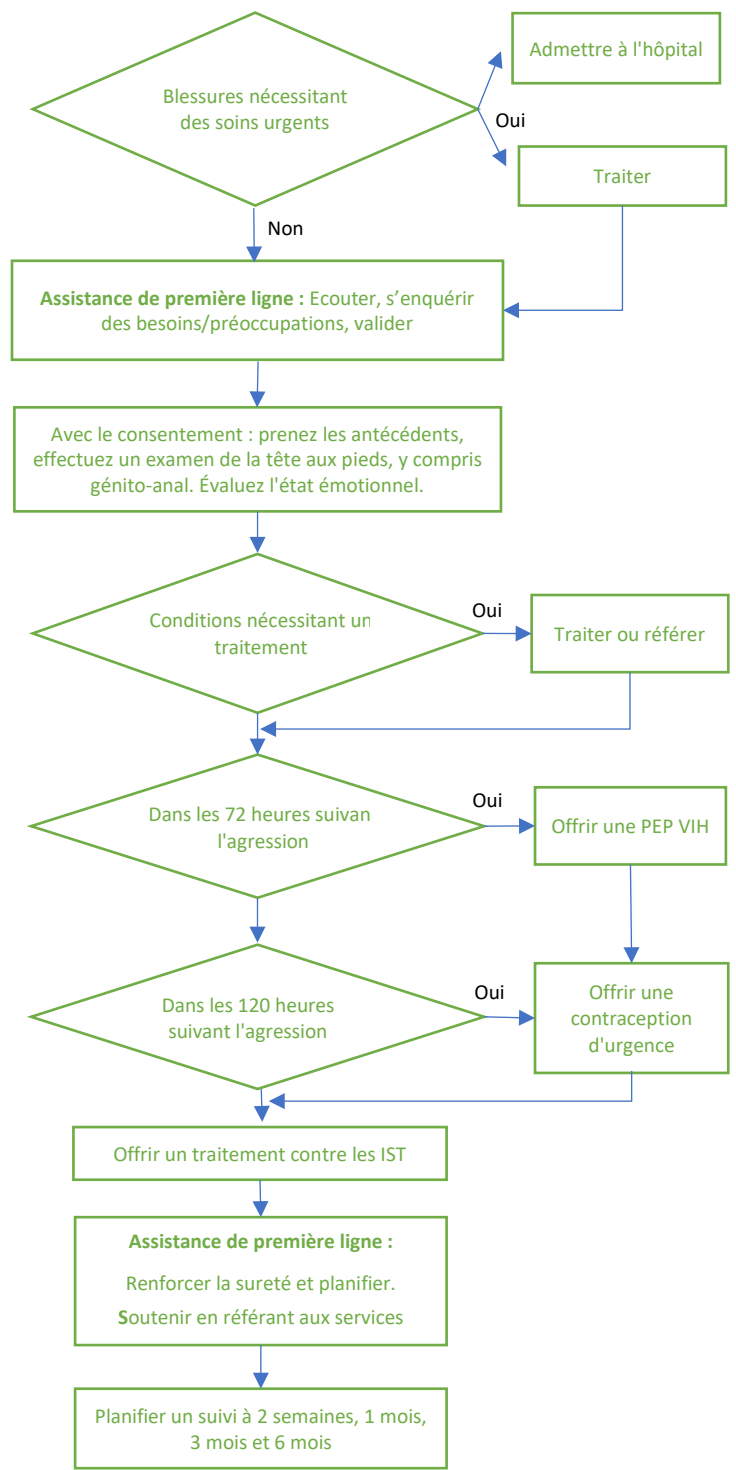 Admettre à l'hôpital
Blessures nécessitant
des soins urgents
Oui
Traiter
Non
Assistance de première ligne : Ecouter, s’enquérir
des besoins/préoccupations, valider
Avec le consentement : prenez les antécédents,
effectuez un examen de la tête aux pieds, y compris
génito-anal. Évaluez l'état émotionnel.
Conditions nécessitant un
traitement
Oui
Traiter ou référer
Dans les 72 heures suivan
l'agression
Oui
Offrir une PEP VIH
Dans les 120 heures
suivant l'agression
Oui
Offrir une
contraception
d'urgence
Offrir un traitement contre les IST
Assistance de première ligne :
Renforcer la sureté et planifier.
Soutenir en référant aux services
Planifier un suivi à 2 semaines, 1 mois,
3 mois et 6 mois